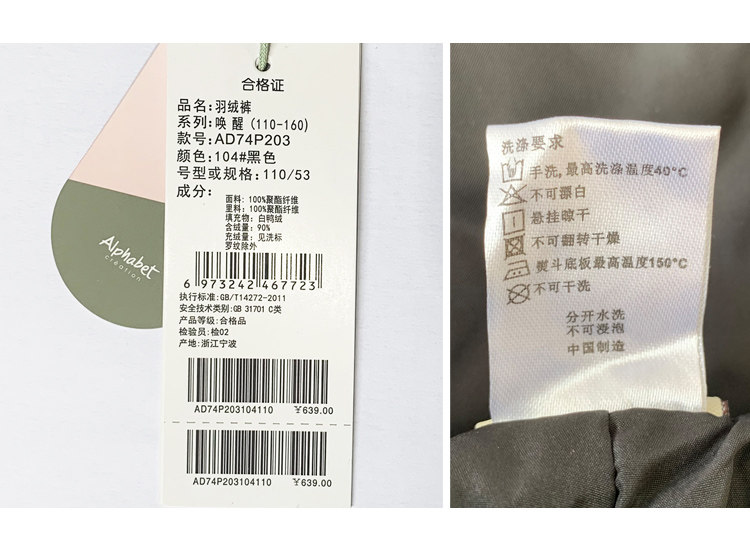 合格证
品名:羽绒裤
系列:唤醒(110-160)
款号:AD74P203
颜色:104#黑色
号型或规格:110/53
成分:
面料: 100%聚酯纤维
里料: 100%聚酯纤维
填充物: 白鸭绒
含绒量: 90%
充绒量: 见洗标
罗纹除外
6 973242 467723
执行标准:GB/T14272-2011
安全技术类别:GB 31701 C类
产品等级:合格品
检验员:检02
产地:浙江宁波
AD74P203104110 ¥639.00
AD74P203104110 ¥639.00
Alphabet
création
洗涤要求
手洗,最高洗涤温度40°C
不可漂白
悬挂晾干
不可翻转干燥
熨斗底板最高温度150°C
不可干洗
分开水洗
不可浸泡
中国制造